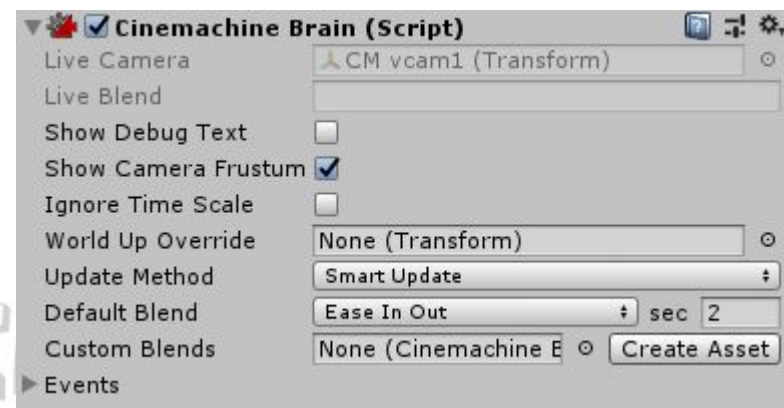 Cinemachine Brain (Script)
Live Camera CM vcam1 (Transform)
Live Blend
Show Debug Text
Show Camera Frustum
Ignore Time Scale
World Up Override None (Transform)
Update Method Smart Update
Default Blend Ease In Out sec 2
Custom Blends None (Cinemachine B Create Asset
Events